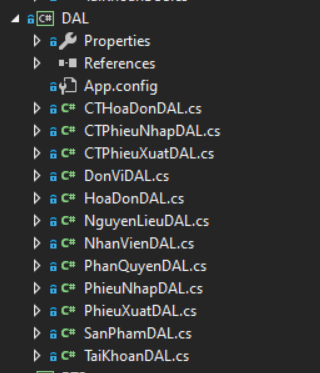 DAL
Properties
References
App.config
C# CTHoaDonDAL.cs
C# CTPhieuNhapDAL.cs
C# CTPhieuXuatDAL.cs
C# DonViDAL.cs
C# HoaDonDAL.cs
C# NguyenLieuDAL.cs
C# NhanVienDAL.cs
C# PhanQuyenDAL.cs
C# PhieuNhapDAL.cs
C# PhieuXuatDAL.cs
C# SanPhamDAL.cs
C# TaiKhoanDAL.cs